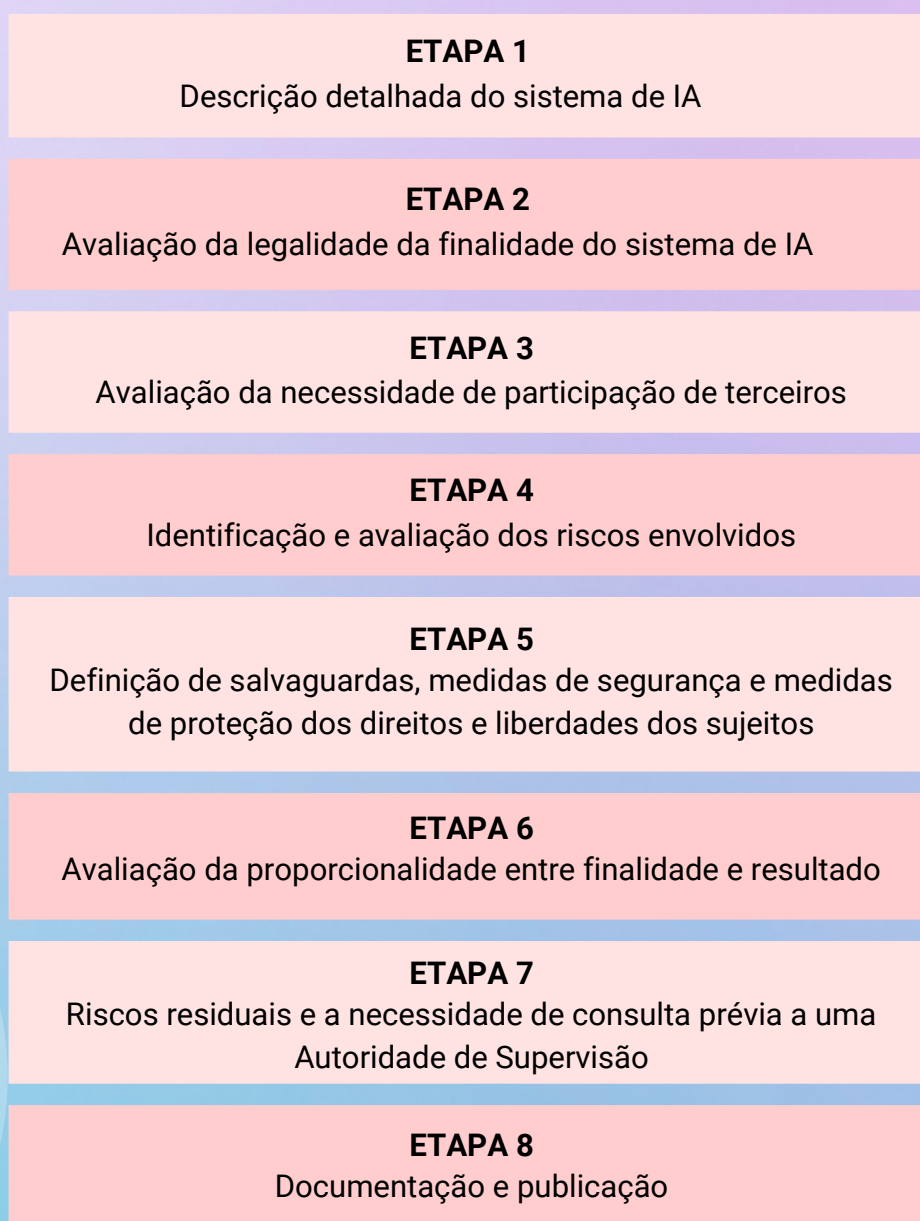 ETAPA 1
Descrição detalhada do sistema de IA
ETAPA 2
Avaliação da legalidade da finalidade do sistema de IA
ETAPA 3
Avaliação da necessidade de participação de terceiros
ETAPA 4
Identificação e avaliação dos riscos envolvidos
ETAPA 5
Definição de salvaguardas, medidas de segurança e medidas
de proteção dos direitos e liberdades dos sujeitos
ETAPA 6
Avaliação da proporcionalidade entre finalidade e resultado
ETAPA 7
Riscos residuais e a necessidade de consulta prévia a uma
Autoridade de Supervisão
ETAPA 8
Documentação e publicação